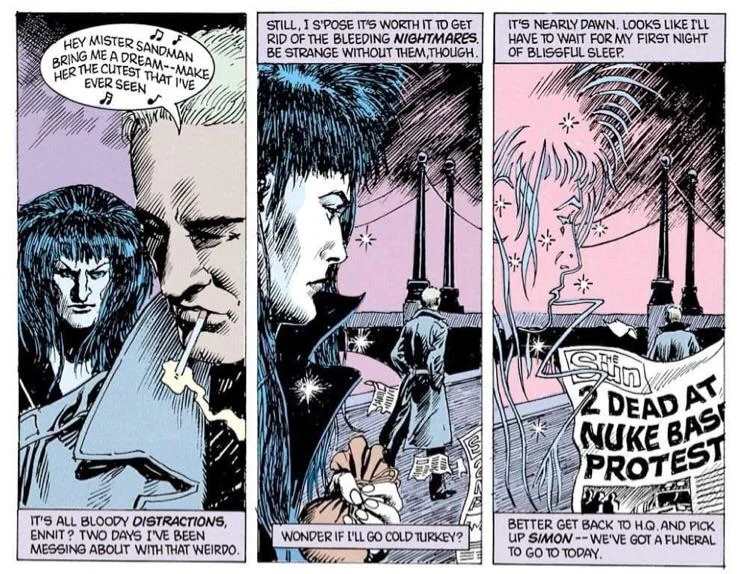 HEY MISTER SANDMAN
BRING ME A DREAM--MAKE
HER THE CUTEST THAT I'VE
EVER SEEN
IT'S ALL BLOODY DISTRACTIONS,
ENNIT? TWO DAYS I'VE BEEN
MESSING ABOUT WITH THAT WEIRDO.
STILL, I S'POSE IT'S WORTH IT TO GET
RID OF THE BLEEDING NIGHTMARES.
BE STRANGE WITHOUT THEM, THOUGH.
WONDER IF I'LL GO COLD TURKEY?
IT'S NEARLY DAWN. LOOKS LIKE I'LL
HAVE TO WAIT FOR MY FIRST NIGHT
OF BLISSFUL SLEEP.
THE
Sun
2 DEAD AT
NUKE BASE
PROTEST
BETTER GET BACK TO H.Q. AND PICK
UP SIMON -- WE'VE GOT A FUNERAL
TO GO TO TODAY.